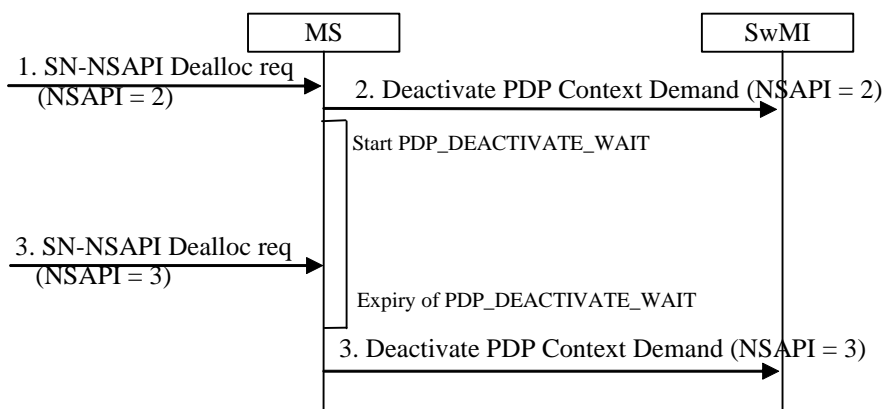 MS
SwMI
1. SN-NSAPI Dealloc req
(NSAPI = 2)
2. Deactivate PDP Context Demand (NSAPI = 2)
Start PDP_DEACTIVATE_WAIT
3. SN-NSAPI Dealloc req
(NSAPI = 3)
Expiry of PDP_DEACTIVATE_WAIT
3. Deactivate PDP Context Demand (NSAPI = 3)